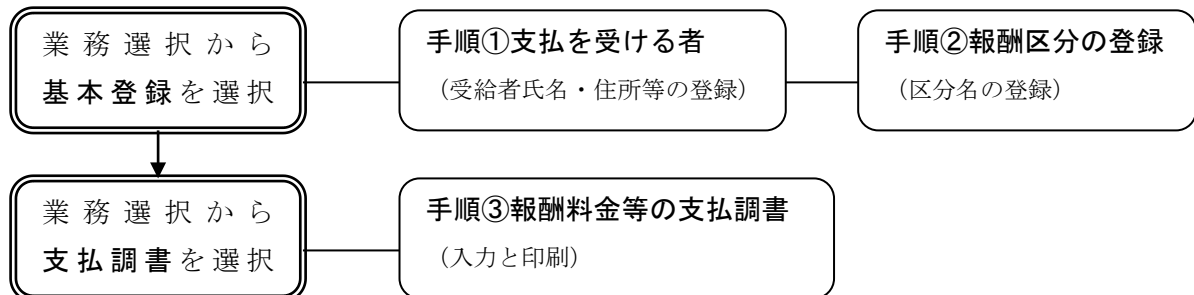 業務選択から
基本登録を選択
手順①支払を受ける者
（受給者氏名・住所等の登録）
手順②報酬区分の登録
（区分名の登録）
業務選択から
支払調書を選択
手順③報酬料金等の支払調書
（入力と印刷）